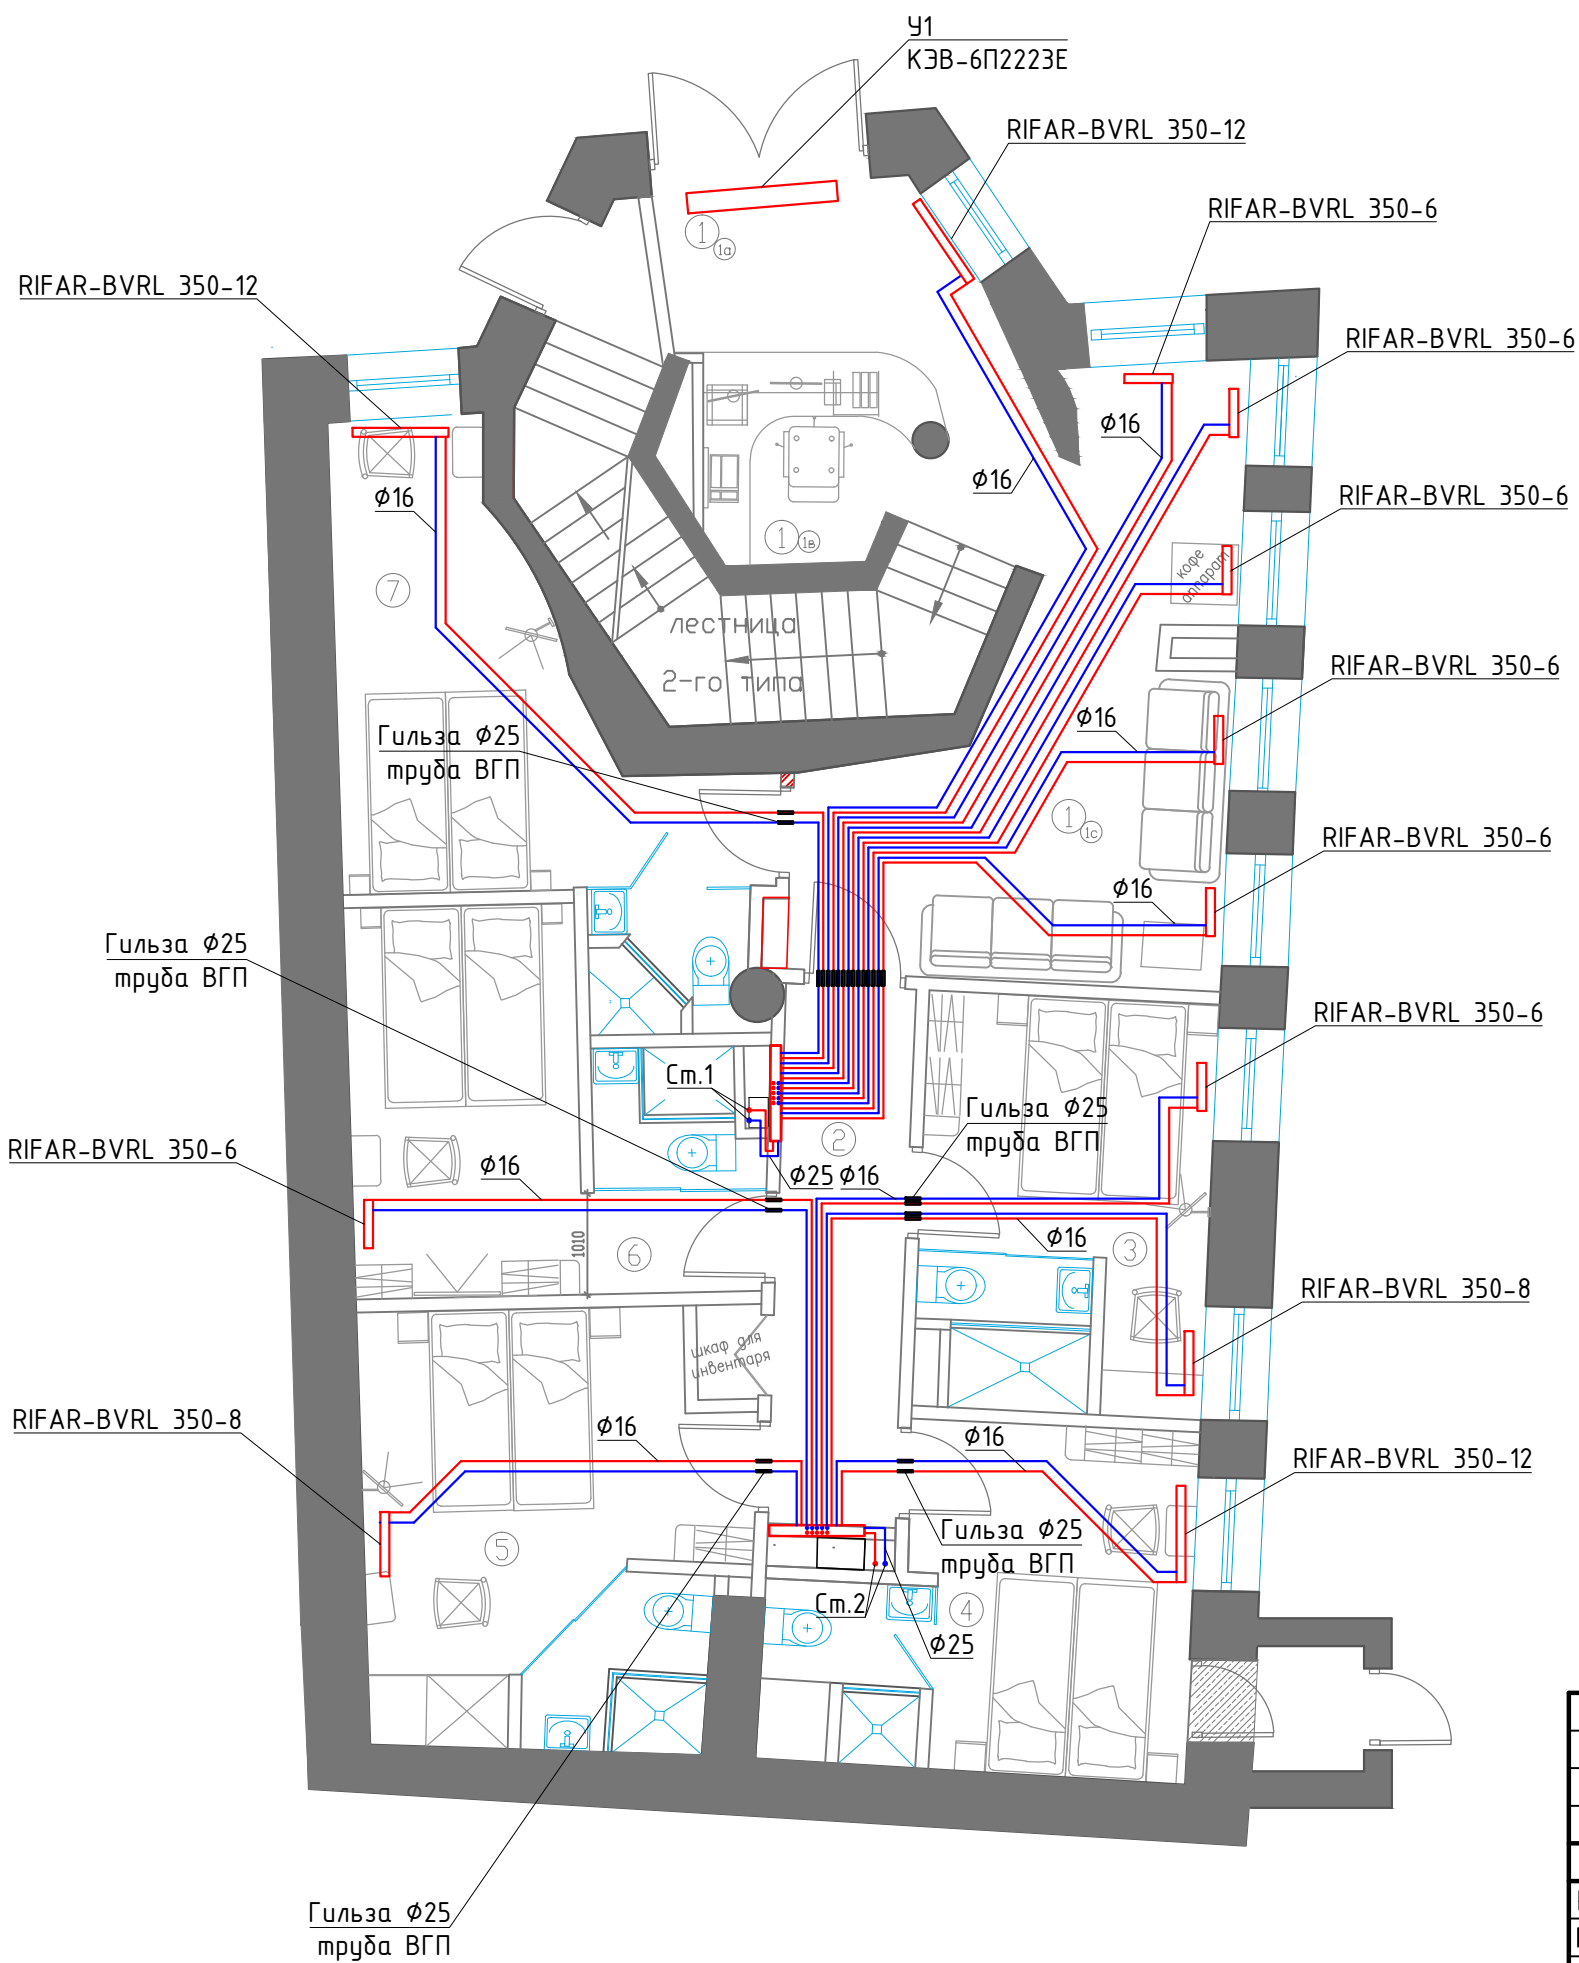 У1
КЭВ-6П2223Е
RIFAR-BVRL 350-12
RIFAR-BVRL 350-6
1
1а
RIFAR-BVRL 350-12
RIFAR-BVRL 350-6
Ф16
Ф16
Ф16
RIFAR-BVRL 350-6
1
1в
кофе
аппарат
7
лестница
2-го типа
RIFAR-BVRL 350-6
Ф16
Гильза Ф25
труба ВГП
1
1с
RIFAR-BVRL 350-6
Ф16
Гильза Ф25
труба ВГП
RIFAR-BVRL 350-6
Ст.1
Гильза Ф25
труба ВГП
2
RIFAR-BVRL 350-6
Ф16
Ф25
Ф16
Ф16
1010
6
3
RIFAR-BVRL 350-8
шкаф для
инвентаря
RIFAR-BVRL 350-8
Ф16
Ф16
RIFAR-BVRL 350-12
Гильза Ф25
труба ВГП
5
Ст.2
4
Ф25
Гильза Ф25
труба ВГП